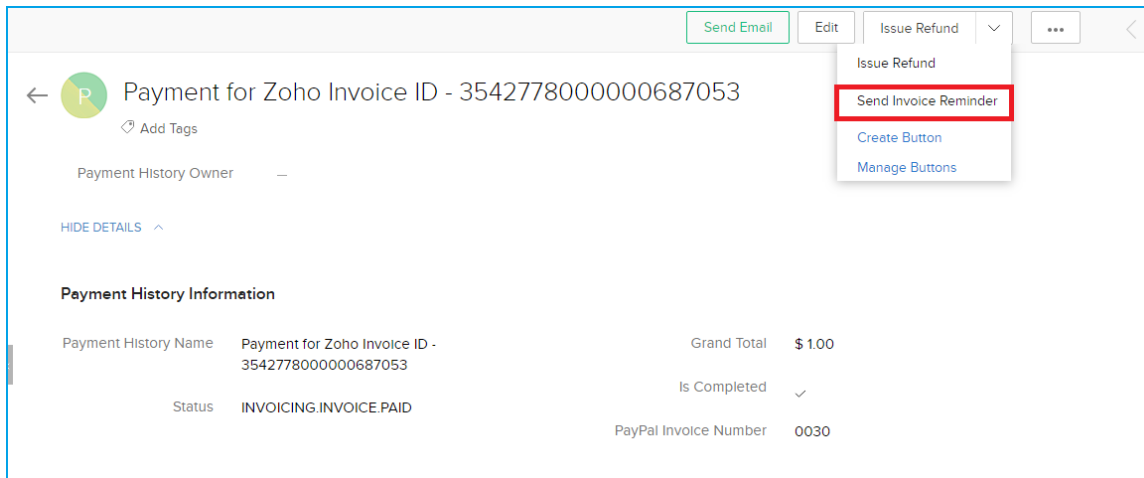 Send Email
Edit
Issue Refund
Issue Refund
Send Invoice Reminder
Create Button
Manage Buttons
P
Payment for Zoho Invoice ID - 3542778000000687053
Add Tags
Payment History Owner —
HIDE DETAILS
Payment History Information
Payment History Name
Payment for Zoho Invoice ID -
3542778000000687053
Status
INVOICING.INVOICE.PAID
Grand Total
$ 1.00
Is Completed
PayPal Invoice Number
0030